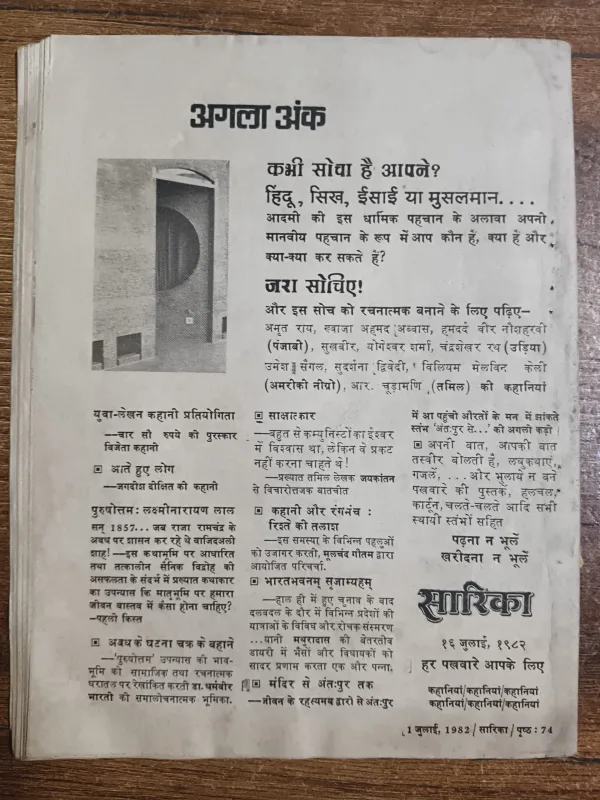 अगला अंक
कभी सोचा है आपने?
हिंदू, सिख, ईसाई या मुसलमान....
आदमी की इस धार्मिक पहचान के अलावा अपनी
मानवीय पहचान के रूप में आप कौन हैं, क्या हैं और
क्या-क्या कर सकते हैं?
जरा सोचिए!
और इस सोच को रचनात्मक बनाने के लिए पढ़िए—
अमृत राय, ख्वाजा अहमद अब्बास, हमदर्द वीर नौशहरवी
(पंजाबी), सुखबीर, योगेश्वर शर्मा, चंद्रशेखर रथ (उड़िया)
उमेश सैंगल, सुदर्शना द्विवेदी, विलियम मेलविन केली
(अमरीकी नीग्रो), आर. चूड़ामणि (तमिल) की कहानियां
युवा-लेखन कहानी प्रतियोगिता
—चार सौ रुपये की पुरस्कार
विजेता कहानी
आते हुए लोग
—जगदीश दीक्षित की कहानी
पुरुषोत्तम: लक्ष्मीनारायण लाल
सन् 1857... जब राजा रामचंद्र के
अवध पर शासन कर रहे थे वाजिदअली
शाह! —इस कथाभूमि पर आधारित
तथा तत्कालीन सैनिक विद्रोह की
असफलता के संदर्भ में प्रख्यात कथाकार
का उपन्यास कि मातृभूमि पर हमारा
जीवन वास्तव में कैसा होना चाहिए?
—पहली किस्त
अवध के घटना चक्र के बहाने
—'पुरुषोत्तम' उपन्यास की भाव-
भूमि की सामाजिक तथा रचनात्मक
धरातल पर रेखांकित करती डा. धर्मवीर
भारती की समालोचनात्मक भूमिका.
साक्षात्कार
—बहुत से कम्युनिस्टों का ईश्वर
में विश्वास था, लेकिन वे प्रकट
नहीं करना चाहते थे!
—प्रख्यात तमिल लेखक जयकांतन
से विचारोत्तेजक बातचीत
कहानी और रंगमंच :
रिश्ते की तलाश
—इस समस्या के विभिन्न पहलुओं
को उजागर करती, मूलचंद गौतम द्वारा
आयोजित परिचर्चा.
भारतभवनम् सृजाम्यहम्
—हाल ही में हुए चुनाव के बाद
दलबदल के दौर में विभिन्न प्रदेशों की
यात्राओं के विविध और रोचक संस्मरण
...यानी मथुरादास की बेतरतीब
डायरी में भैंसों और विधायकों को
सादर प्रणाम करता एक और पन्ना,
मंदिर से अंत:पुर तक
—जीवन के रहस्यमय द्वारों से अंत:पुर
में आ पहुंची औरतों के मन में झांकते
स्तंभ 'अंत:पुर से...' की अगली कड़ी
अपनी बात, आपकी बात
तस्वीर बोलती है, लघुकथाएं,
गजलें, ...और भुलाये न बने
पखवारे की पुस्तकें, हलचल,
कार्टून, चलते-चलते आदि सभी
स्थायी स्तंभों सहित
पढ़ना न भूलें
खरीदना न भूलें
सारिका
१६ जुलाई, १९८२
हर पखवारे आपके लिए
कहानियां/कहानियां/कहानियां
कहानियां/कहानियां/कहानियां
1 जुलाई, 1982 / सारिका / पृष्ठ : 74